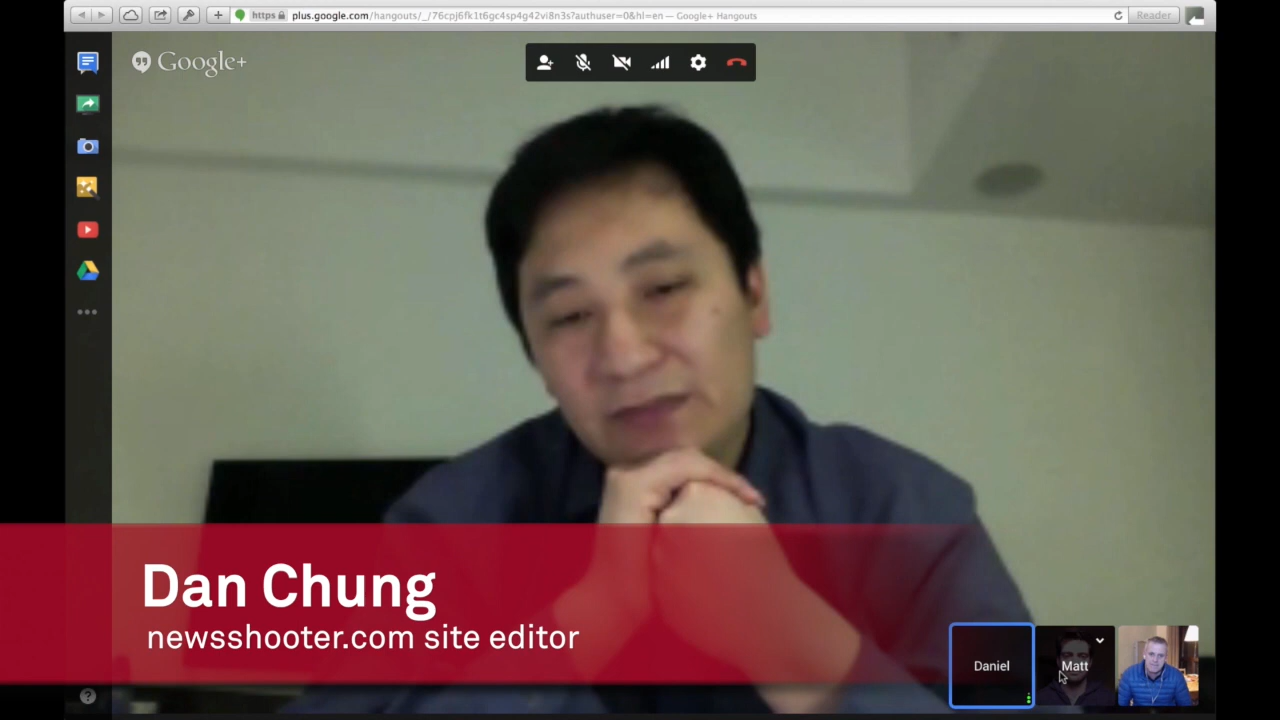 https plus.google.com/hangouts/_/76cpj6fk1t6gc4sp4g42vi8n3s?authuser=0&hl=en — Google+ Hangouts
Reader
Google+
Dan Chung
newsshooter.com site editor
Daniel
Matt